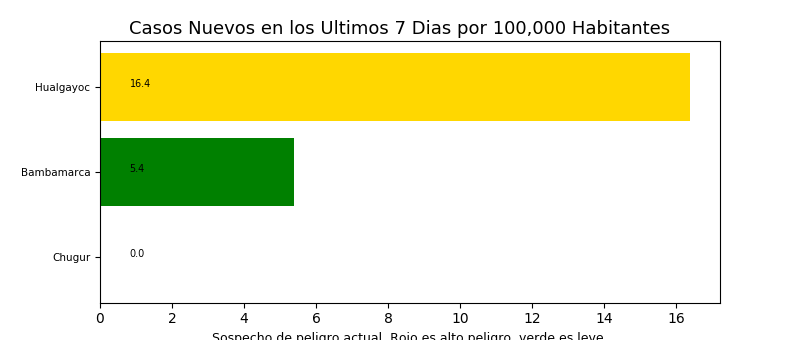 Casos Nuevos en los Ultimos 7 Dias por 100,000 Habitantes
Hualgayoc
16.4
Bambamarca
5.4
Chugur
0.0
0 2 4 6 8 10 12 14 16
Sospecho de peligro actual. Rojo es alto peligro, verde es leve